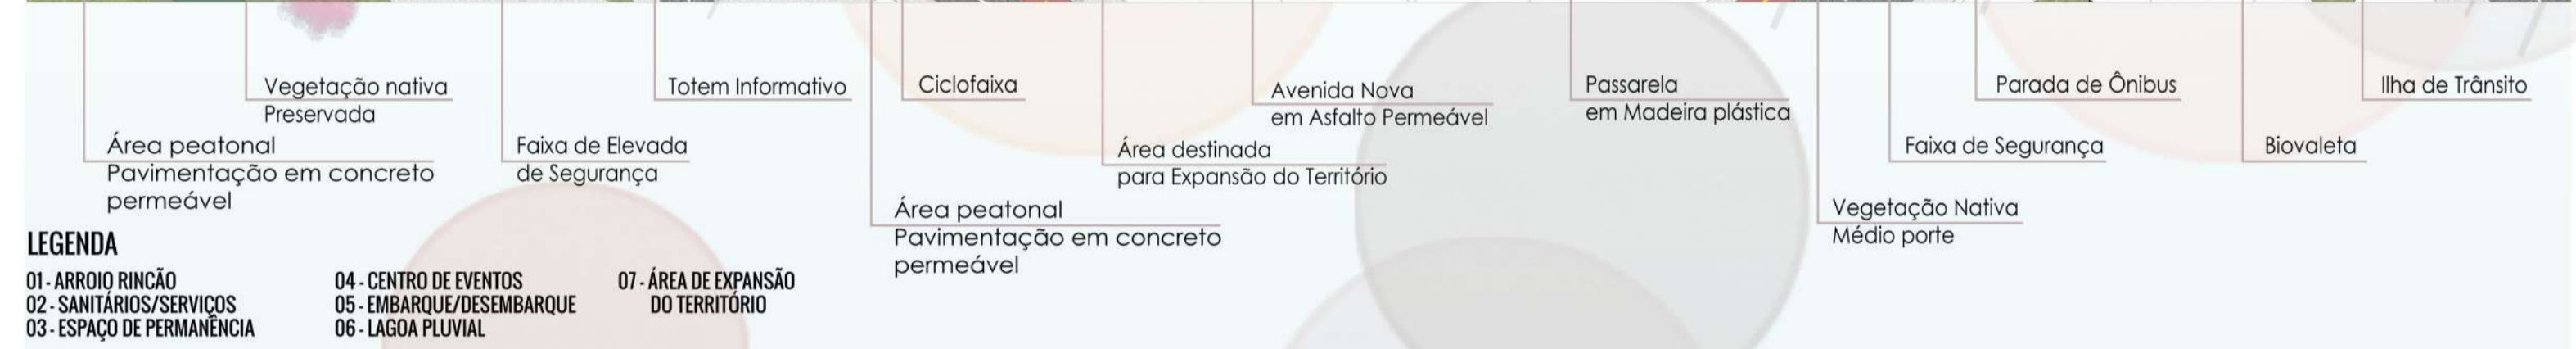 Área peatonal
Pavimentação em concreto
permeável
Vegetação nativa
Preservada
Faixa de Elevada
de Segurança
Totem Informativo
Área peatonal
Pavimentação em concreto
permeável
Ciclofaixa
Área destinada
para Expansão do Território
Avenida Nova
em Asfalto Permeável
Passarela
em Madeira plástica
Vegetação Nativa
Médio porte
Faixa de Segurança
Parada de Ônibus
Biovaleta
Ilha de Trânsito
LEGENDA
01 - ARROIO RINCÃO
02 - SANITÁRIOS/SERVIÇOS
03 - ESPAÇO DE PERMANÊNCIA
04 - CENTRO DE EVENTOS
05 - EMBARQUE/DESEMBARQUE
06 - LAGOA PLUVIAL
07 - ÁREA DE EXPANSÃO
DO TERRITÓRIO